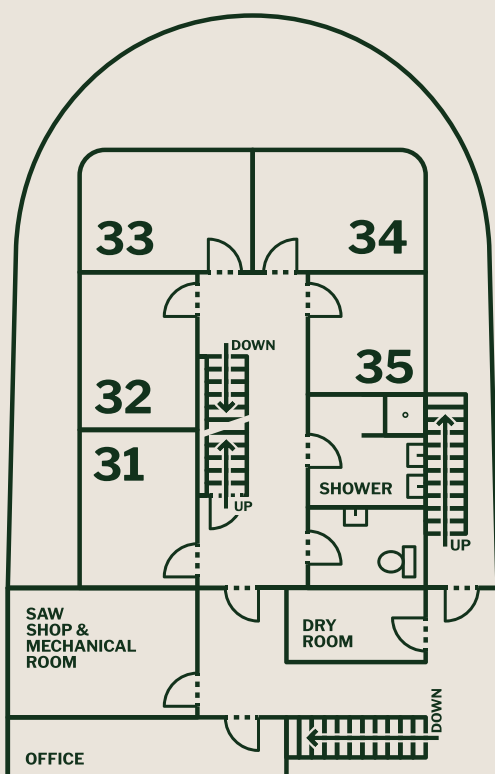 33
34
DOWN
35
32
31
SHOWER
UP
UP
SAW
SHOP &
MECHANICAL
ROOM
DRY
ROOM
DOWN
OFFICE